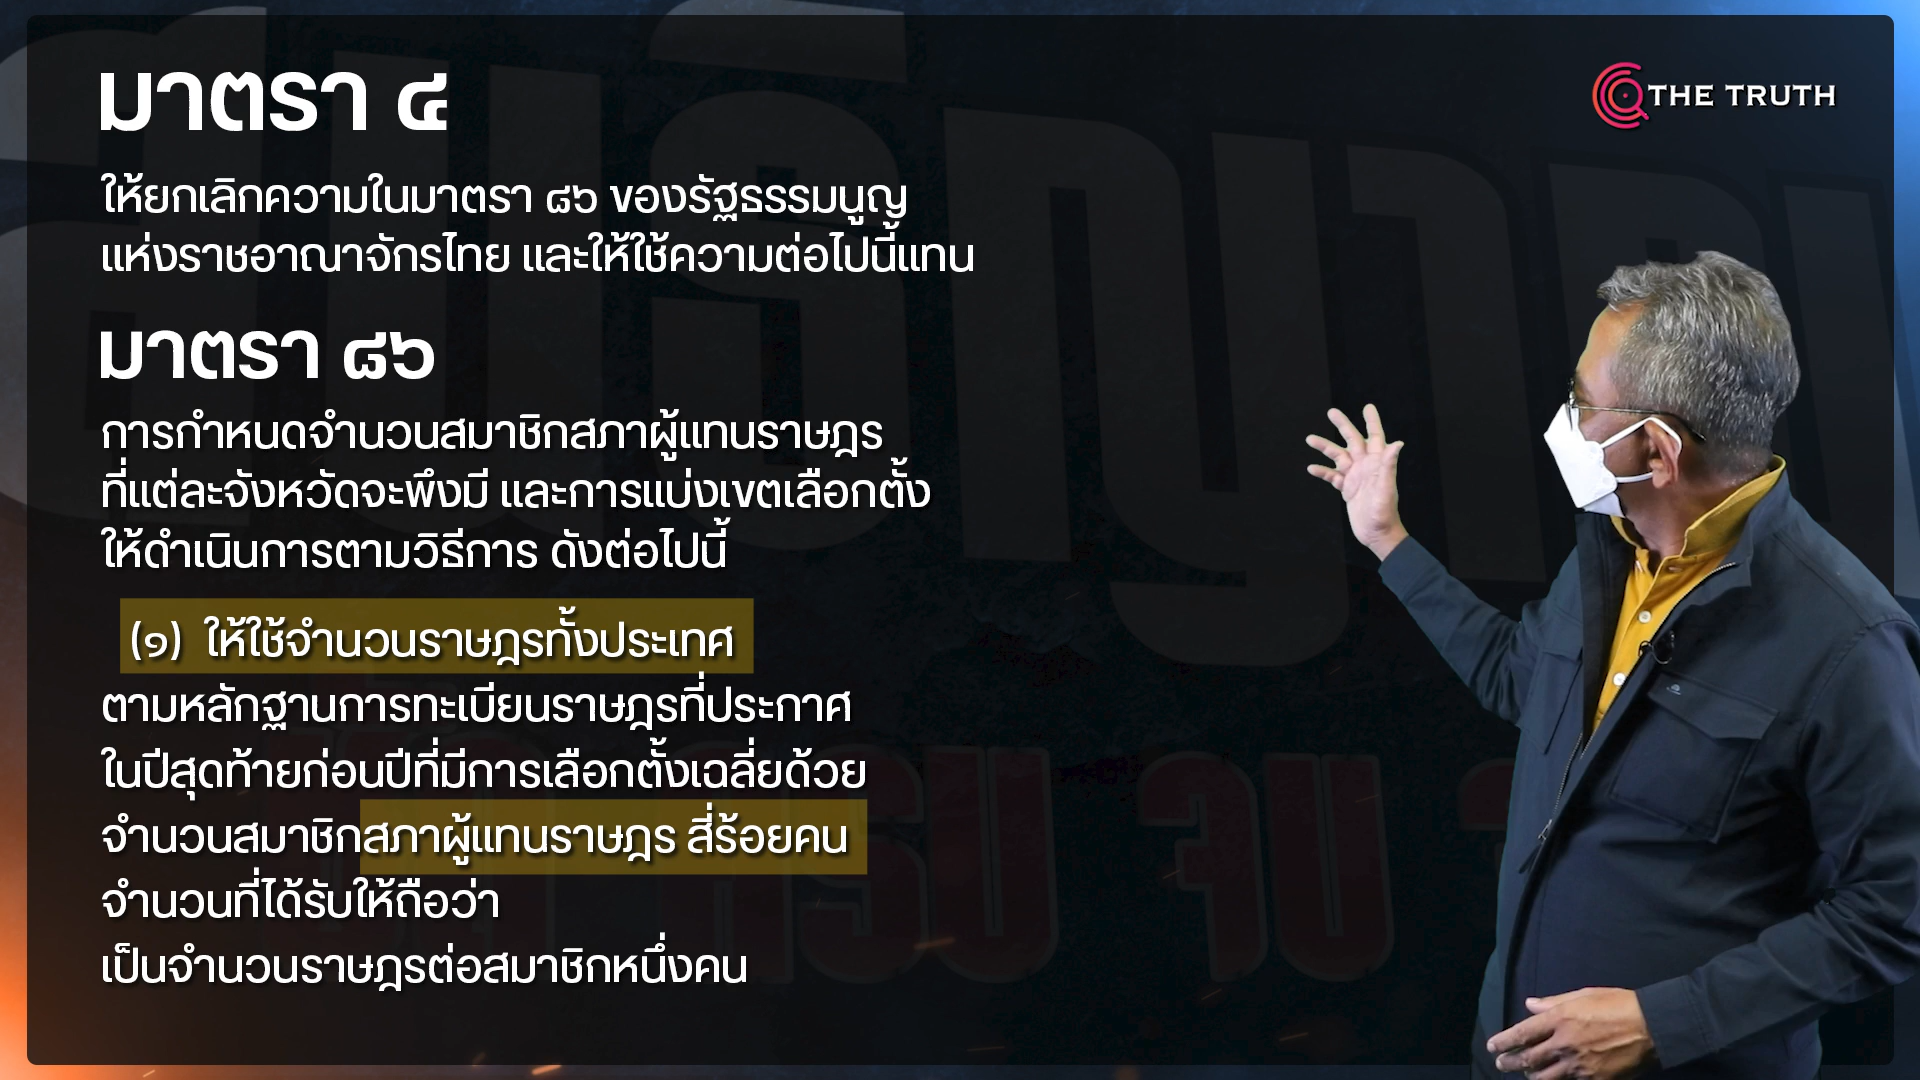 มาตรา ๔
THE TRUTH
ให้ยกเลิกความในมาตรา ๘๖ ของรัฐธรรมนูญ
แห่งราชอาณาจักรไทย และให้ใช้ความต่อไปนี้แทน
มาตรา ๘๖
การกำหนดจำนวนสมาชิกสภาผู้แทนราษฎร
ที่แต่ละจังหวัดจะพึงมี และการแบ่งเขตเลือกตั้ง
ให้ดำเนินการตามวิธีการ ดังต่อไปนี้
(๑) ให้ใช้จำนวนราษฎรทั้งประเทศ
ตามหลักฐานการทะเบียนราษฎรที่ประกาศ
ในปีสุดท้ายก่อนปีที่มีการเลือกตั้งเฉลี่ยด้วย
จำนวนสมาชิกสภาผู้แทนราษฎร สี่ร้อยคน
จำนวนที่ได้รับให้ถือว่า
เป็นจำนวนราษฎรต่อสมาชิกหนึ่งคน